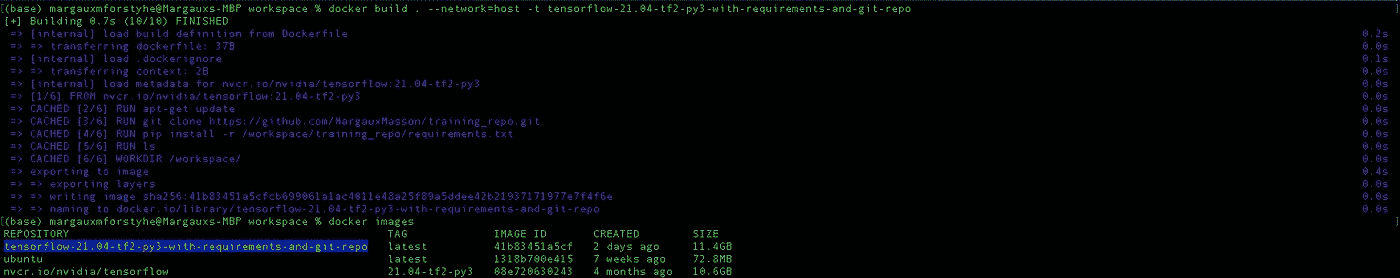 [(base) margauxmforstyhe@Margauxs-MBP workspace % docker build . --network=host -t tensorflow-21.04-tf2-py3-with-requirements-and-git-repo ]
[+] Building 0.7s (10/10) FINISHED
=> [internal] load build definition from Dockerfile 0.2s
=> => transferring dockerfile: 37B 0.0s
=> [internal] load .dockerignore 0.1s
=> => transferring context: 2B 0.0s
=> [internal] load metadata for nvcr.io/nvidia/tensorflow:21.04-tf2-py3 0.0s
=> [1/6] FROM nvcr.io/nvidia/tensorflow:21.04-tf2-py3 0.0s
=> CACHED [2/6] RUN apt-get update 0.0s
=> CACHED [3/6] RUN git clone https://github.com/MargauxMasson/training_repo.git 0.0s
=> CACHED [4/6] RUN pip install -r /workspace/training_repo/requirements.txt 0.0s
=> CACHED [5/6] RUN ls 0.0s
=> CACHED [6/6] WORKDIR /workspace/ 0.0s
=> exporting to image 0.4s
=> => exporting layers 0.0s
=> => writing image sha256:41b83451a5cfcb699061a1ac4011e48a25f89a5ddee42b21937171977e7f4f6e 0.0s
=> => naming to docker.io/library/tensorflow-21.04-tf2-py3-with-requirements-and-git-repo 0.0s
[(base) margauxmforstyhe@Margauxs-MBP workspace % docker images ]
REPOSITORY TAG IMAGE ID CREATED SIZE
tensorflow-21.04-tf2-py3-with-requirements-and-git-repo latest 41b83451a5cf 2 days ago 11.4GB
ubuntu latest 1318b700e415 7 weeks ago 72.8MB
nvcr.io/nvidia/tensorflow 21.04-tf2-py3 08e720630243 4 months ago 10.6GB